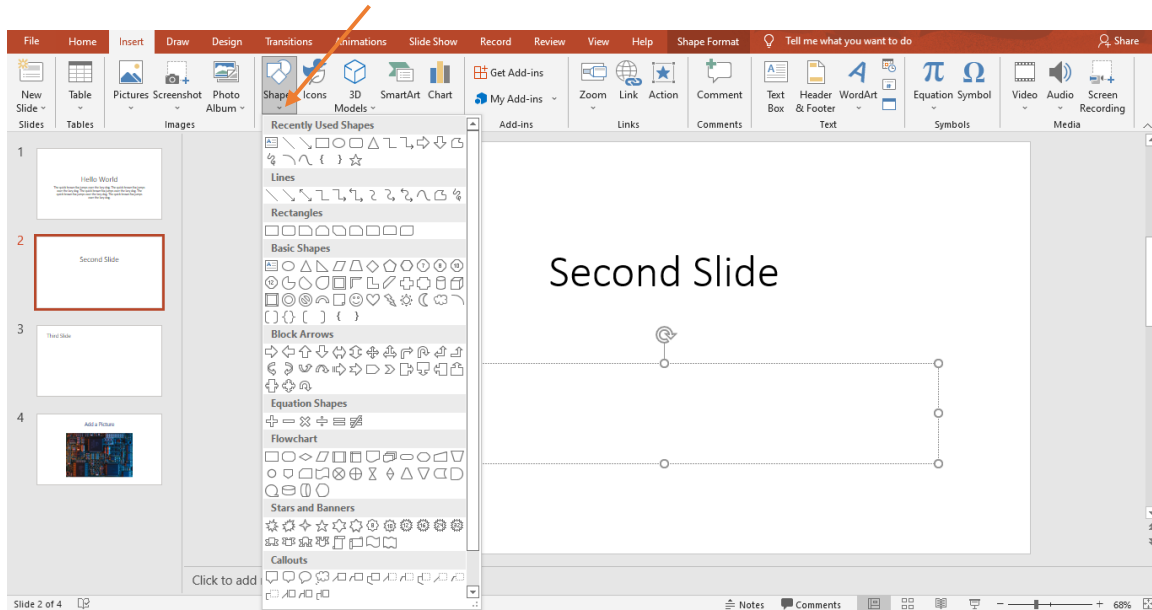 File Home Insert Draw Design Transitions Animations Slide Show Record Review View Help Shape Format Tell me what you want to do Share
New Slide
Table
Pictures
Screenshot
Photo Album
Shapes
Icons
3D Models
SmartArt
Chart
Get Add-ins
My Add-ins
Zoom
Link
Action
Comment
Text Box
Header & Footer
WordArt
Equation
Symbol
Video
Audio
Screen Recording
Slides Tables Images Add-ins Links Comments Text Symbols Media
Recently Used Shapes
Lines
Rectangles
Basic Shapes
Block Arrows
Equation Shapes
Flowchart
Stars and Banners
Callouts
1
Hello World
2
Second Slide
3
Third Slide
4
Add a Picture
Second Slide
Click to add
Slide 2 of 4
Notes Comments 68%